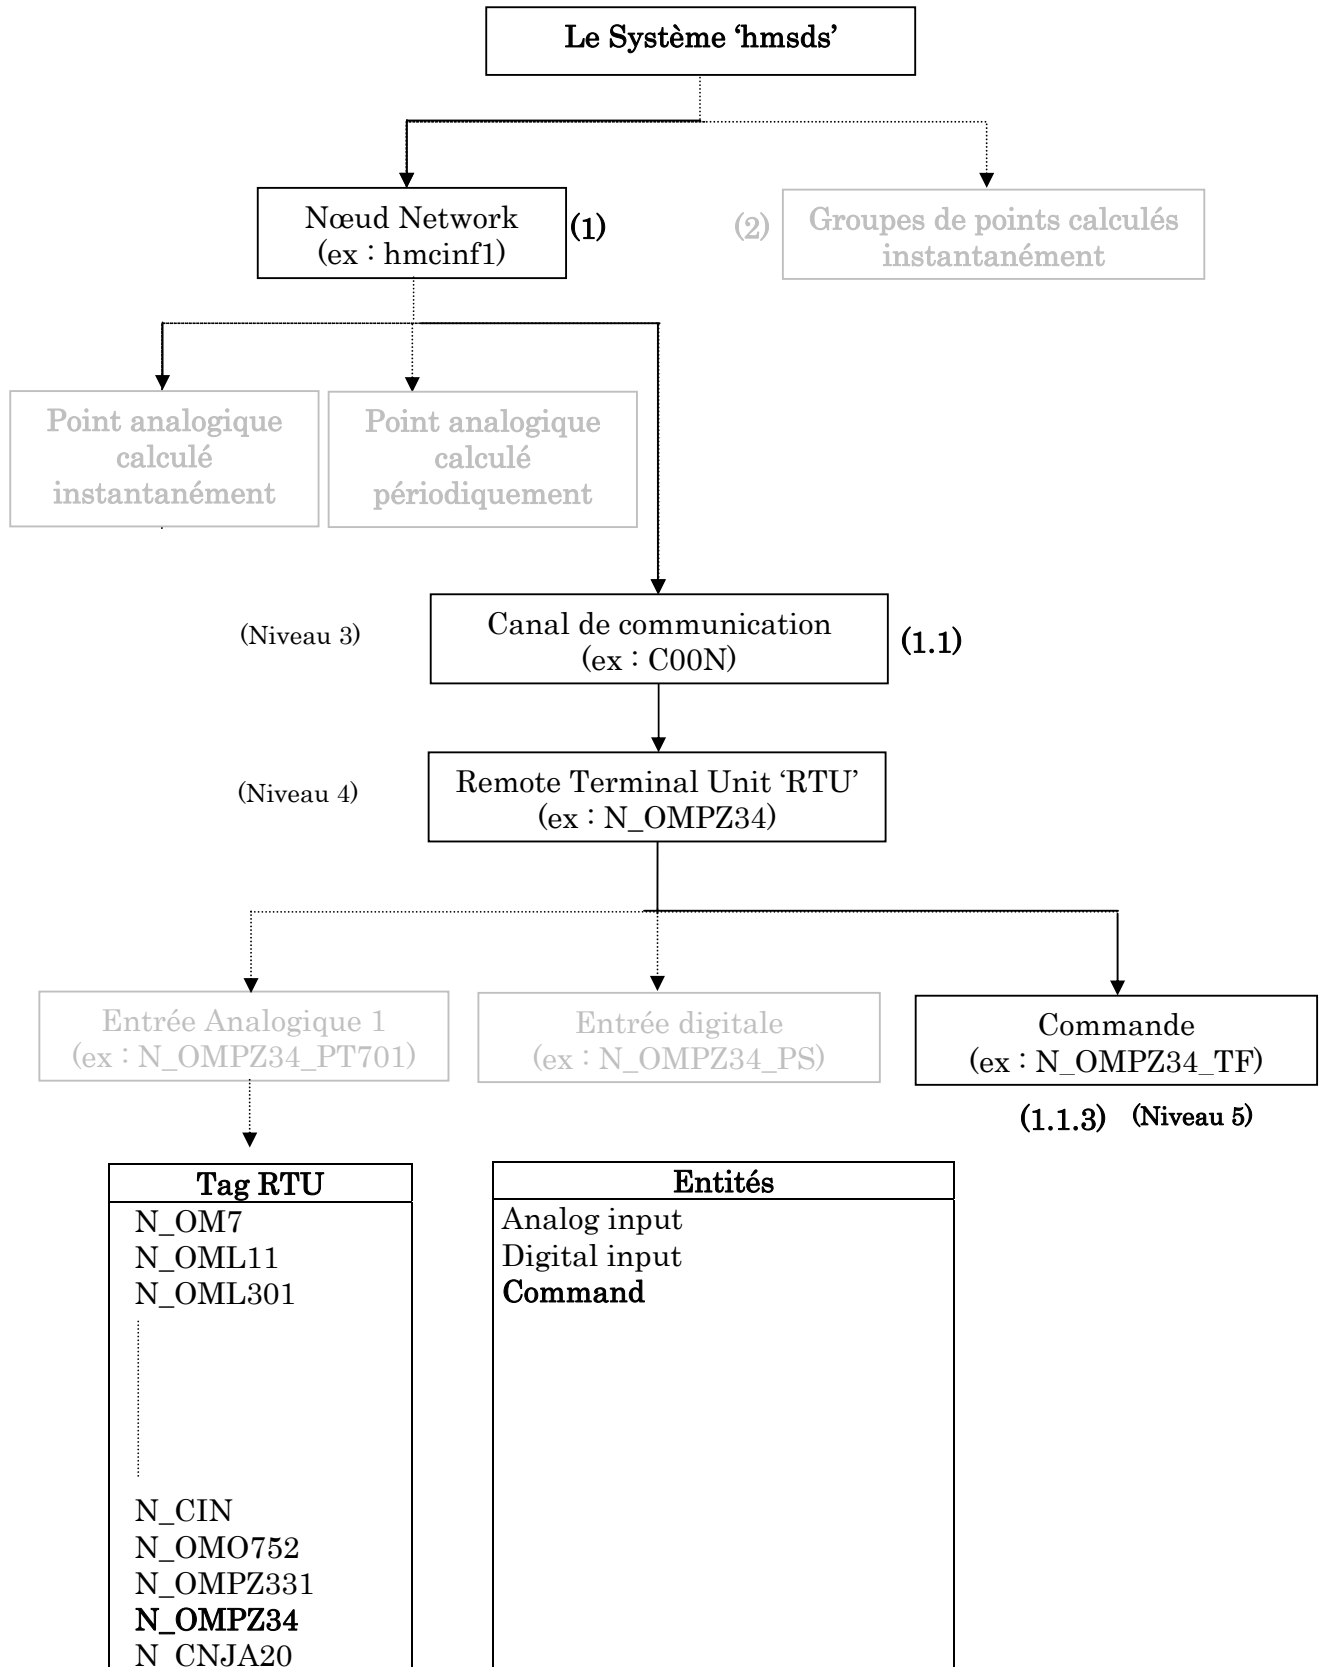 Le Système ‘hmsds’
Nœud Network
(ex : hmcinf1)
(1)
(2)
Groupes de points calculés
instantanément
Point analogique
calculé
instantanément
Point analogique
calculé
périodiquement
(Niveau 3)
Canal de communication
(ex : C00N)
(1.1)
(Niveau 4)
Remote Terminal Unit ‘RTU’
(ex : N_OMPZ34)
Entrée Analogique 1
(ex : N_OMPZ34_PT701)
Entrée digitale
(ex : N_OMPZ34_PS)
Commande
(ex : N_OMPZ34_TF)
(1.1.3) (Niveau 5)
Tag RTU
N_OM7
N_OML11
N_OML301
N_CIN
N_OMO752
N_OMPZ331
N_OMPZ34
N_CNJA20
Entités
Analog input
Digital input
Command